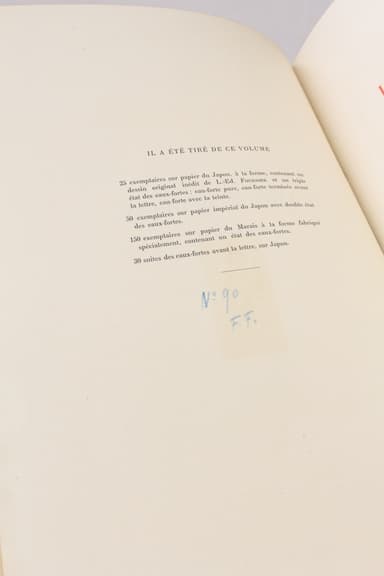 IL A ÉTÉ TIRÉ DE CE VOLUME
25 exemplaires sur papier du Japon, à la forme, contenant un
dessin original inédit de L.-Ed. Fournier et un triple
état des eaux-fortes : eau-forte pure, eau-forte terminée avant
la lettre, eau-forte avec la teinte.
50 exemplaires sur papier impérial du Japon avec double état
des eaux-fortes.
150 exemplaires sur papier du Marais à la forme fabriqué
spécialement, contenant un état des eaux-fortes.
30 suites des eaux-fortes avant la lettre, sur Japon.
N° 90
F. F.